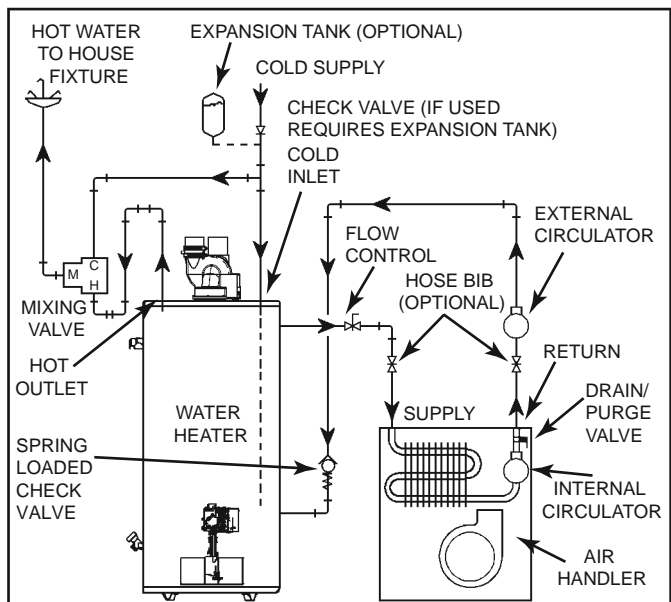 HOT WATER
TO HOUSE
FIXTURE
EXPANSION TANK (OPTIONAL)
COLD SUPPLY
CHECK VALVE (IF USED
REQUIRES EXPANSION TANK)
COLD
INLET
FLOW
CONTROL
EXTERNAL
CIRCULATOR
HOSE BIB
(OPTIONAL)
M
C
H
MIXING
VALVE
HOT
OUTLET
WATER
HEATER
SPRING
LOADED
CHECK
VALVE
SUPPLY
RETURN
DRAIN/
PURGE
VALVE
INTERNAL
CIRCULATOR
AIR
HANDLER